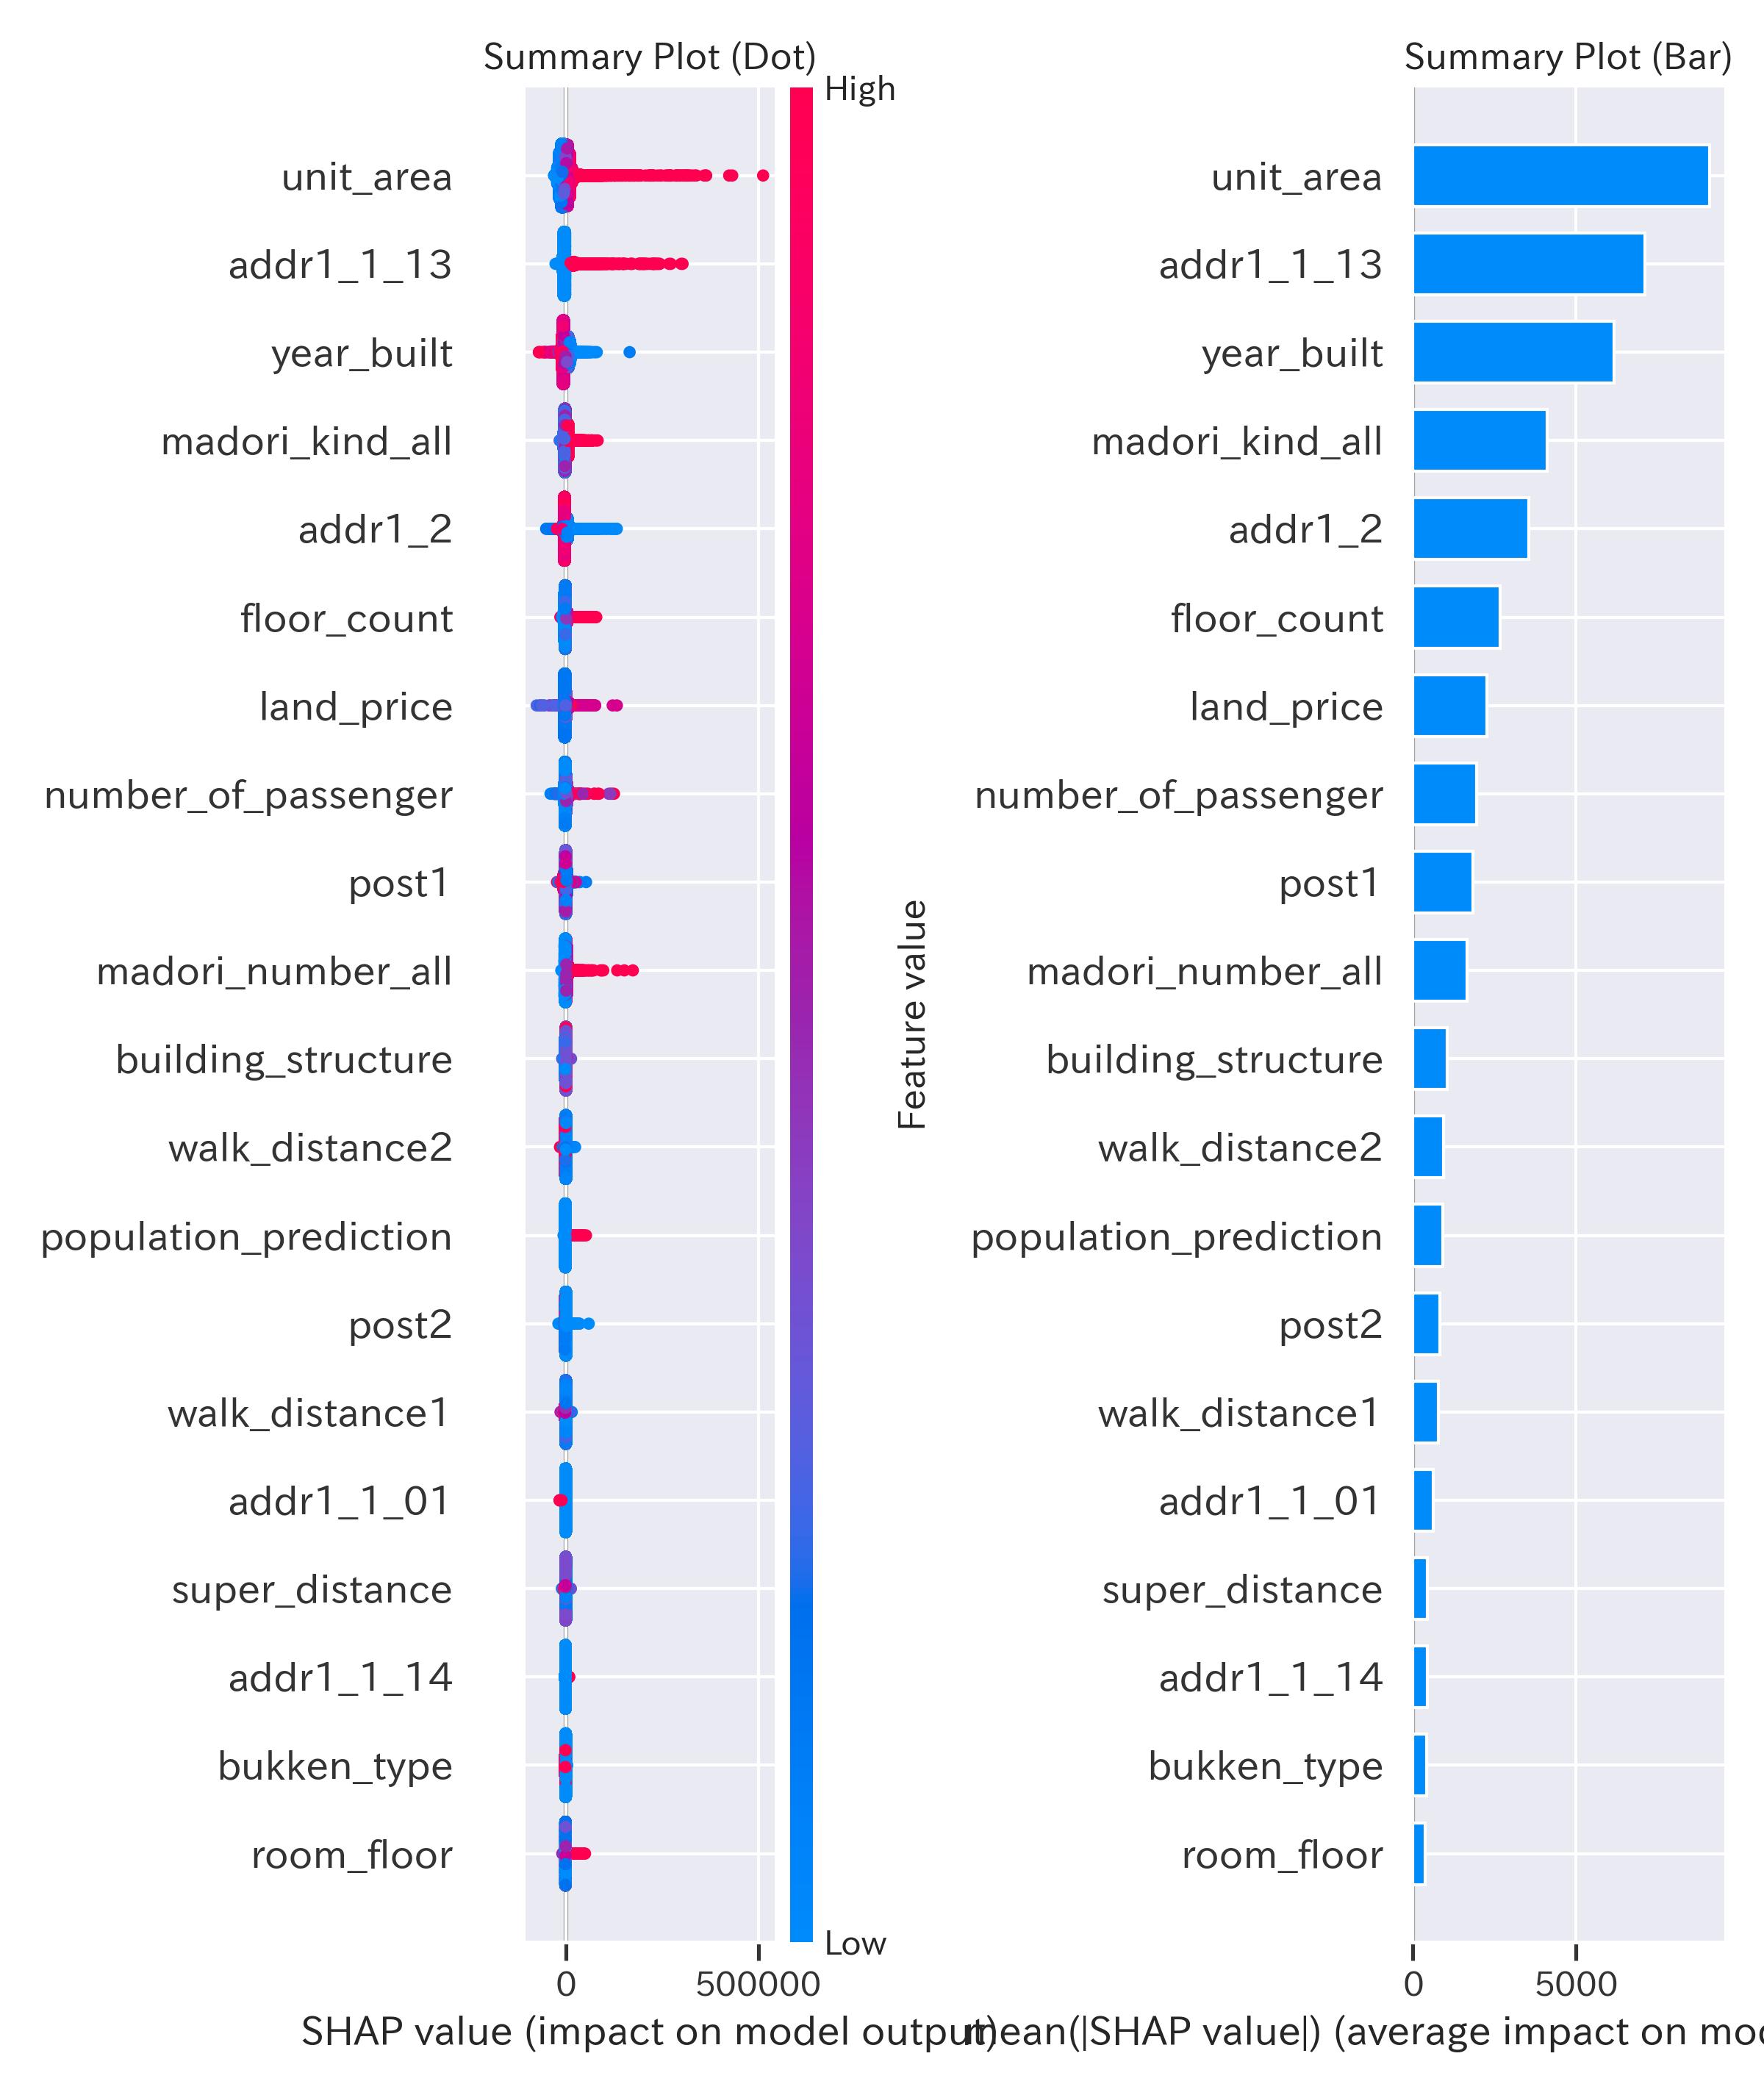 Summary Plot (Dot)
High
unit_area
addr1_1_13
year_built
madori_kind_all
addr1_2
floor_count
land_price
number_of_passenger
post1
madori_number_all
building_structure
walk_distance2
population_prediction
post2
walk_distance1
addr1_1_01
super_distance
addr1_1_14
bukken_type
room_floor
Low
Feature value
0
500000
SHAP value (impact on model output)
Summary Plot (Bar)
unit_area
addr1_1_13
year_built
madori_kind_all
addr1_2
floor_count
land_price
number_of_passenger
post1
madori_number_all
building_structure
walk_distance2
population_prediction
post2
walk_distance1
addr1_1_01
super_distance
addr1_1_14
bukken_type
room_floor
0
5000
mean(|SHAP value|) (average impact on mo